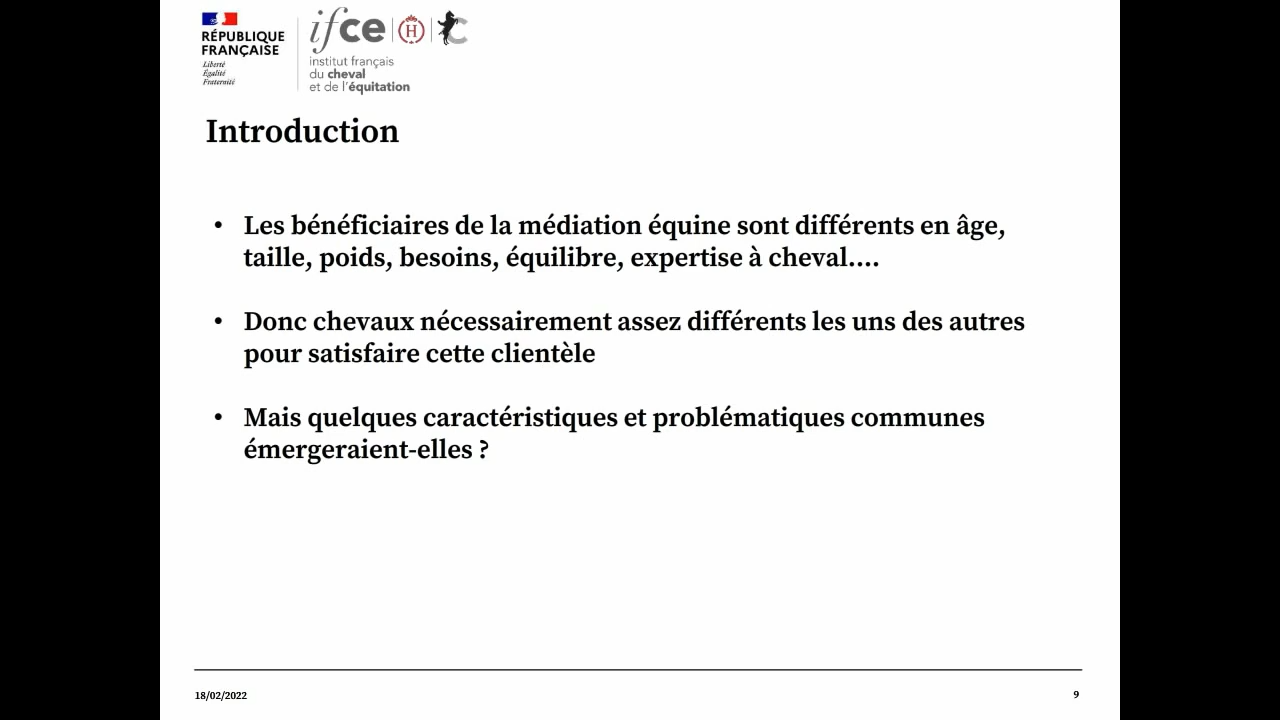 RÉPUBLIQUE
FRANÇAISE
Liberté
Égalité
Fraternité
ifce
H
institut français
du cheval
et de l'équitation
Introduction
• Les bénéficiaires de la médiation équine sont différents en âge,
taille, poids, besoins, équilibre, expertise à cheval....
• Donc chevaux nécessairement assez différents les uns des autres
pour satisfaire cette clientèle
• Mais quelques caractéristiques et problématiques communes
émergeraient-elles ?
18/02/2022
9